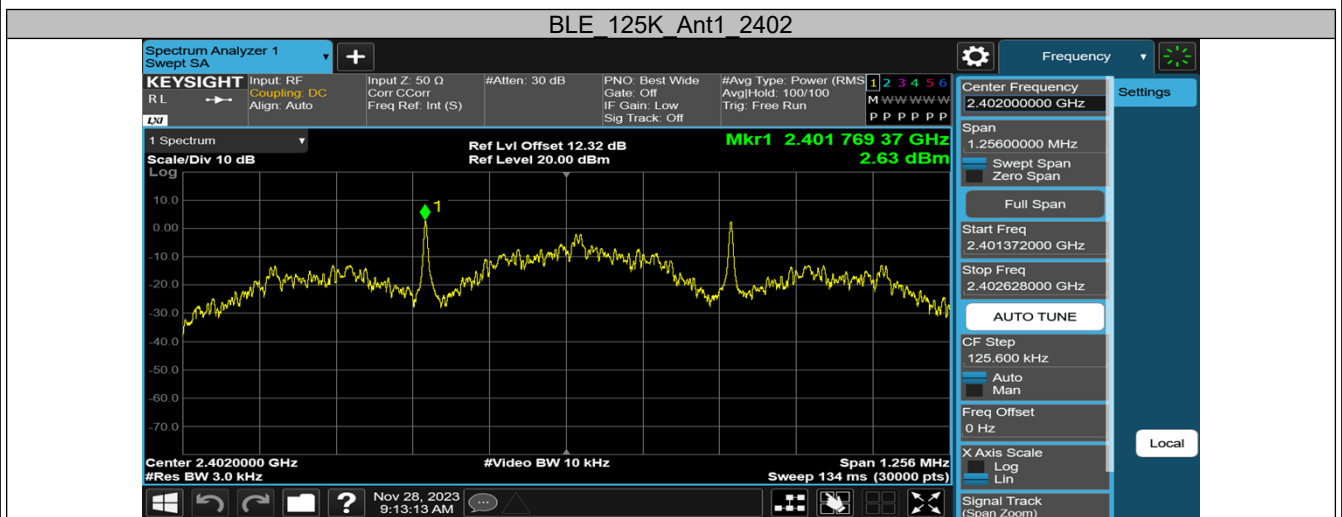 BLE_125K_Ant1_2402
Spectrum Analyzer 1
Swept SA
+
Frequency
KEYSIGHT
RL
LXI
Input: RF
Coupling: DC
Align: Auto
Input Z: 50 Ω
Corr CCorr
Freq Ref: Int (S)
#Atten: 30 dB
PNO: Best Wide
Gate: Off
IF Gain: Low
Sig Track: Off
#Avg Type: Power (RMS
Avg|Hold: 100/100
Trig: Free Run
1 2 3 4 5 6
M W W W W W
P P P P P P
1 Spectrum
Scale/Div 10 dB
Log
Ref Lvl Offset 12.32 dB
Ref Level 20.00 dBm
Mkr1 2.401 769 37 GHz
2.63 dBm
1
10.0
0.00
-10.0
-20.0
-30.0
-40.0
-50.0
-60.0
-70.0
Center 2.4020000 GHz
#Res BW 3.0 kHz
#Video BW 10 kHz
Span 1.256 MHz
Sweep 134 ms (30000 pts)
?
Nov 28, 2023
9:13:13 AM
Center Frequency
2.402000000 GHz
Span
1.25600000 MHz
Swept Span
Zero Span
Full Span
Start Freq
2.401372000 GHz
Stop Freq
2.402628000 GHz
AUTO TUNE
CF Step
125.600 kHz
Auto
Man
Freq Offset
0 Hz
X Axis Scale
Log
Lin
Signal Track
(Span Zoom)
Settings
Local